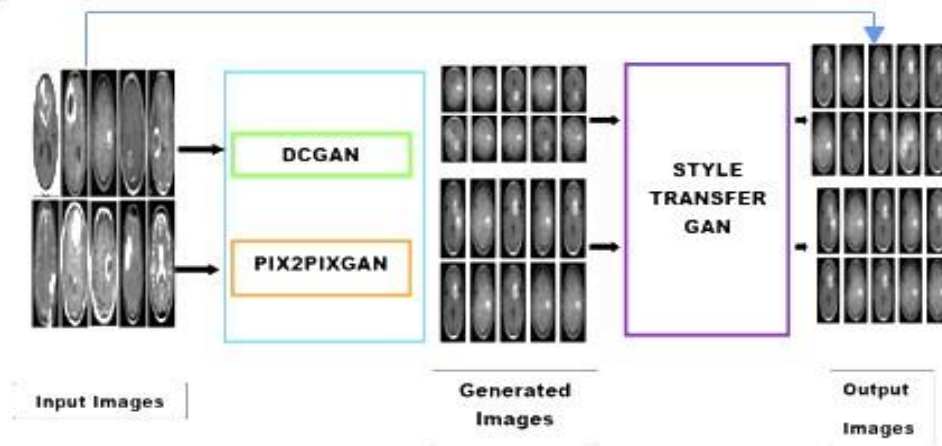 DCGAN
PIX2PIXGAN
STYLE
TRANSFER
GAN
Input Images
Generated
Images
Output
Images